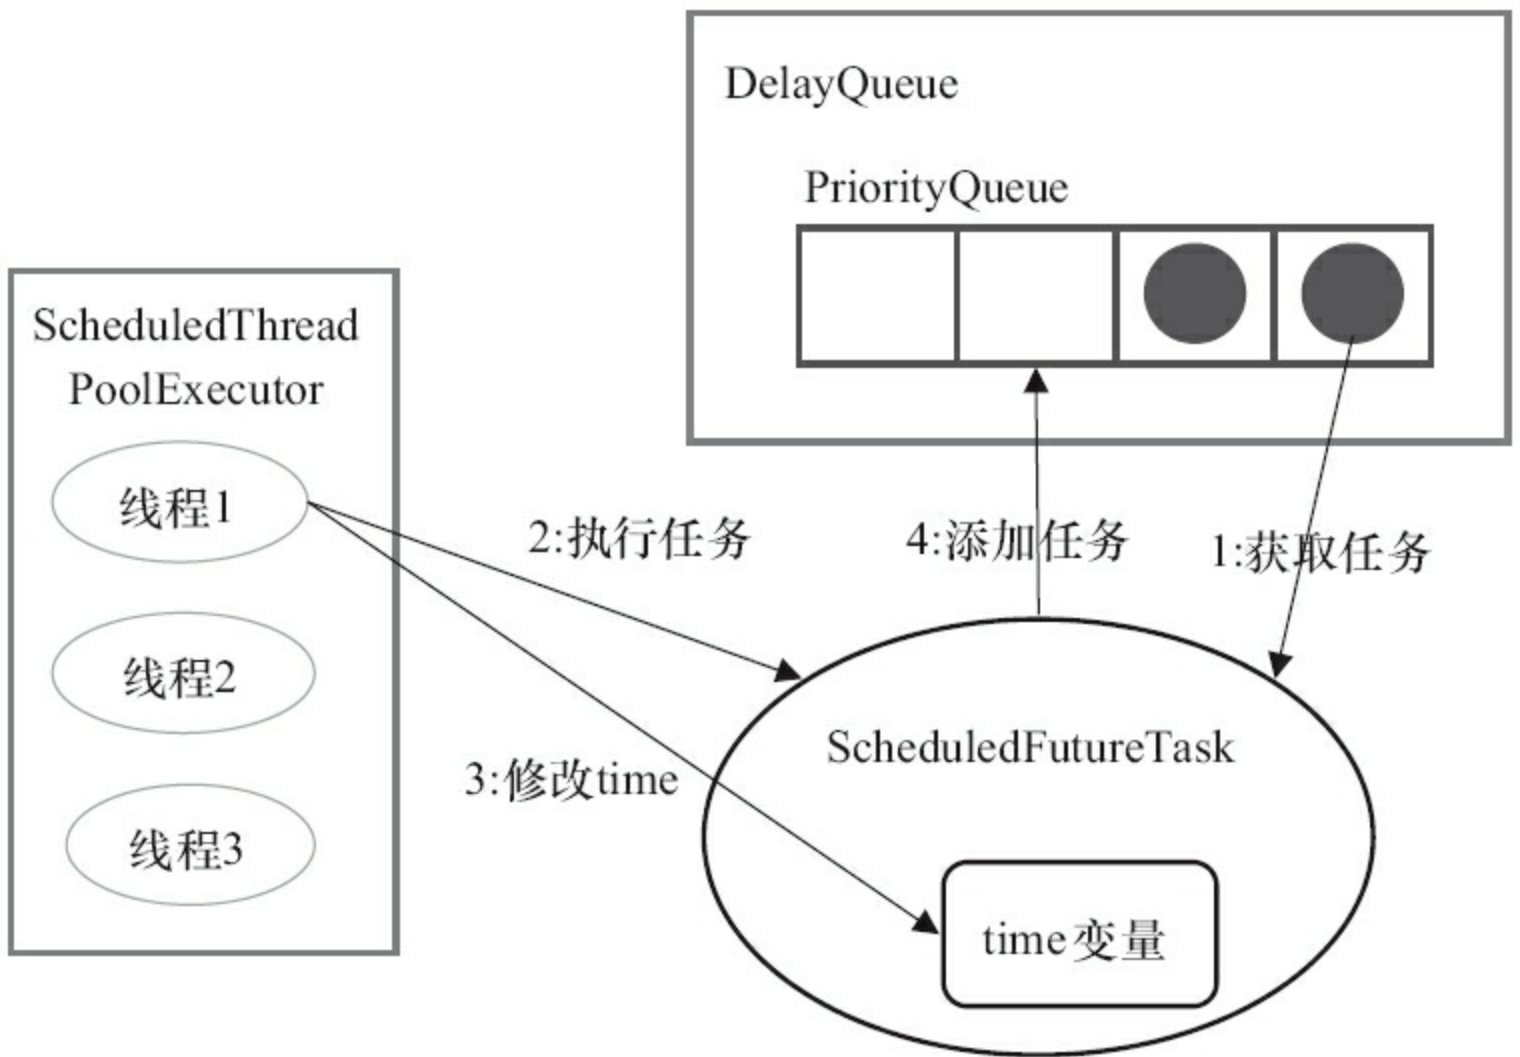 DelayQueue
PriorityQueue
ScheduledThread
PoolExecutor
线程1
线程2
线程3
2:执行任务
4:添加任务
1:获取任务
3:修改time
ScheduledFutureTask
time变量